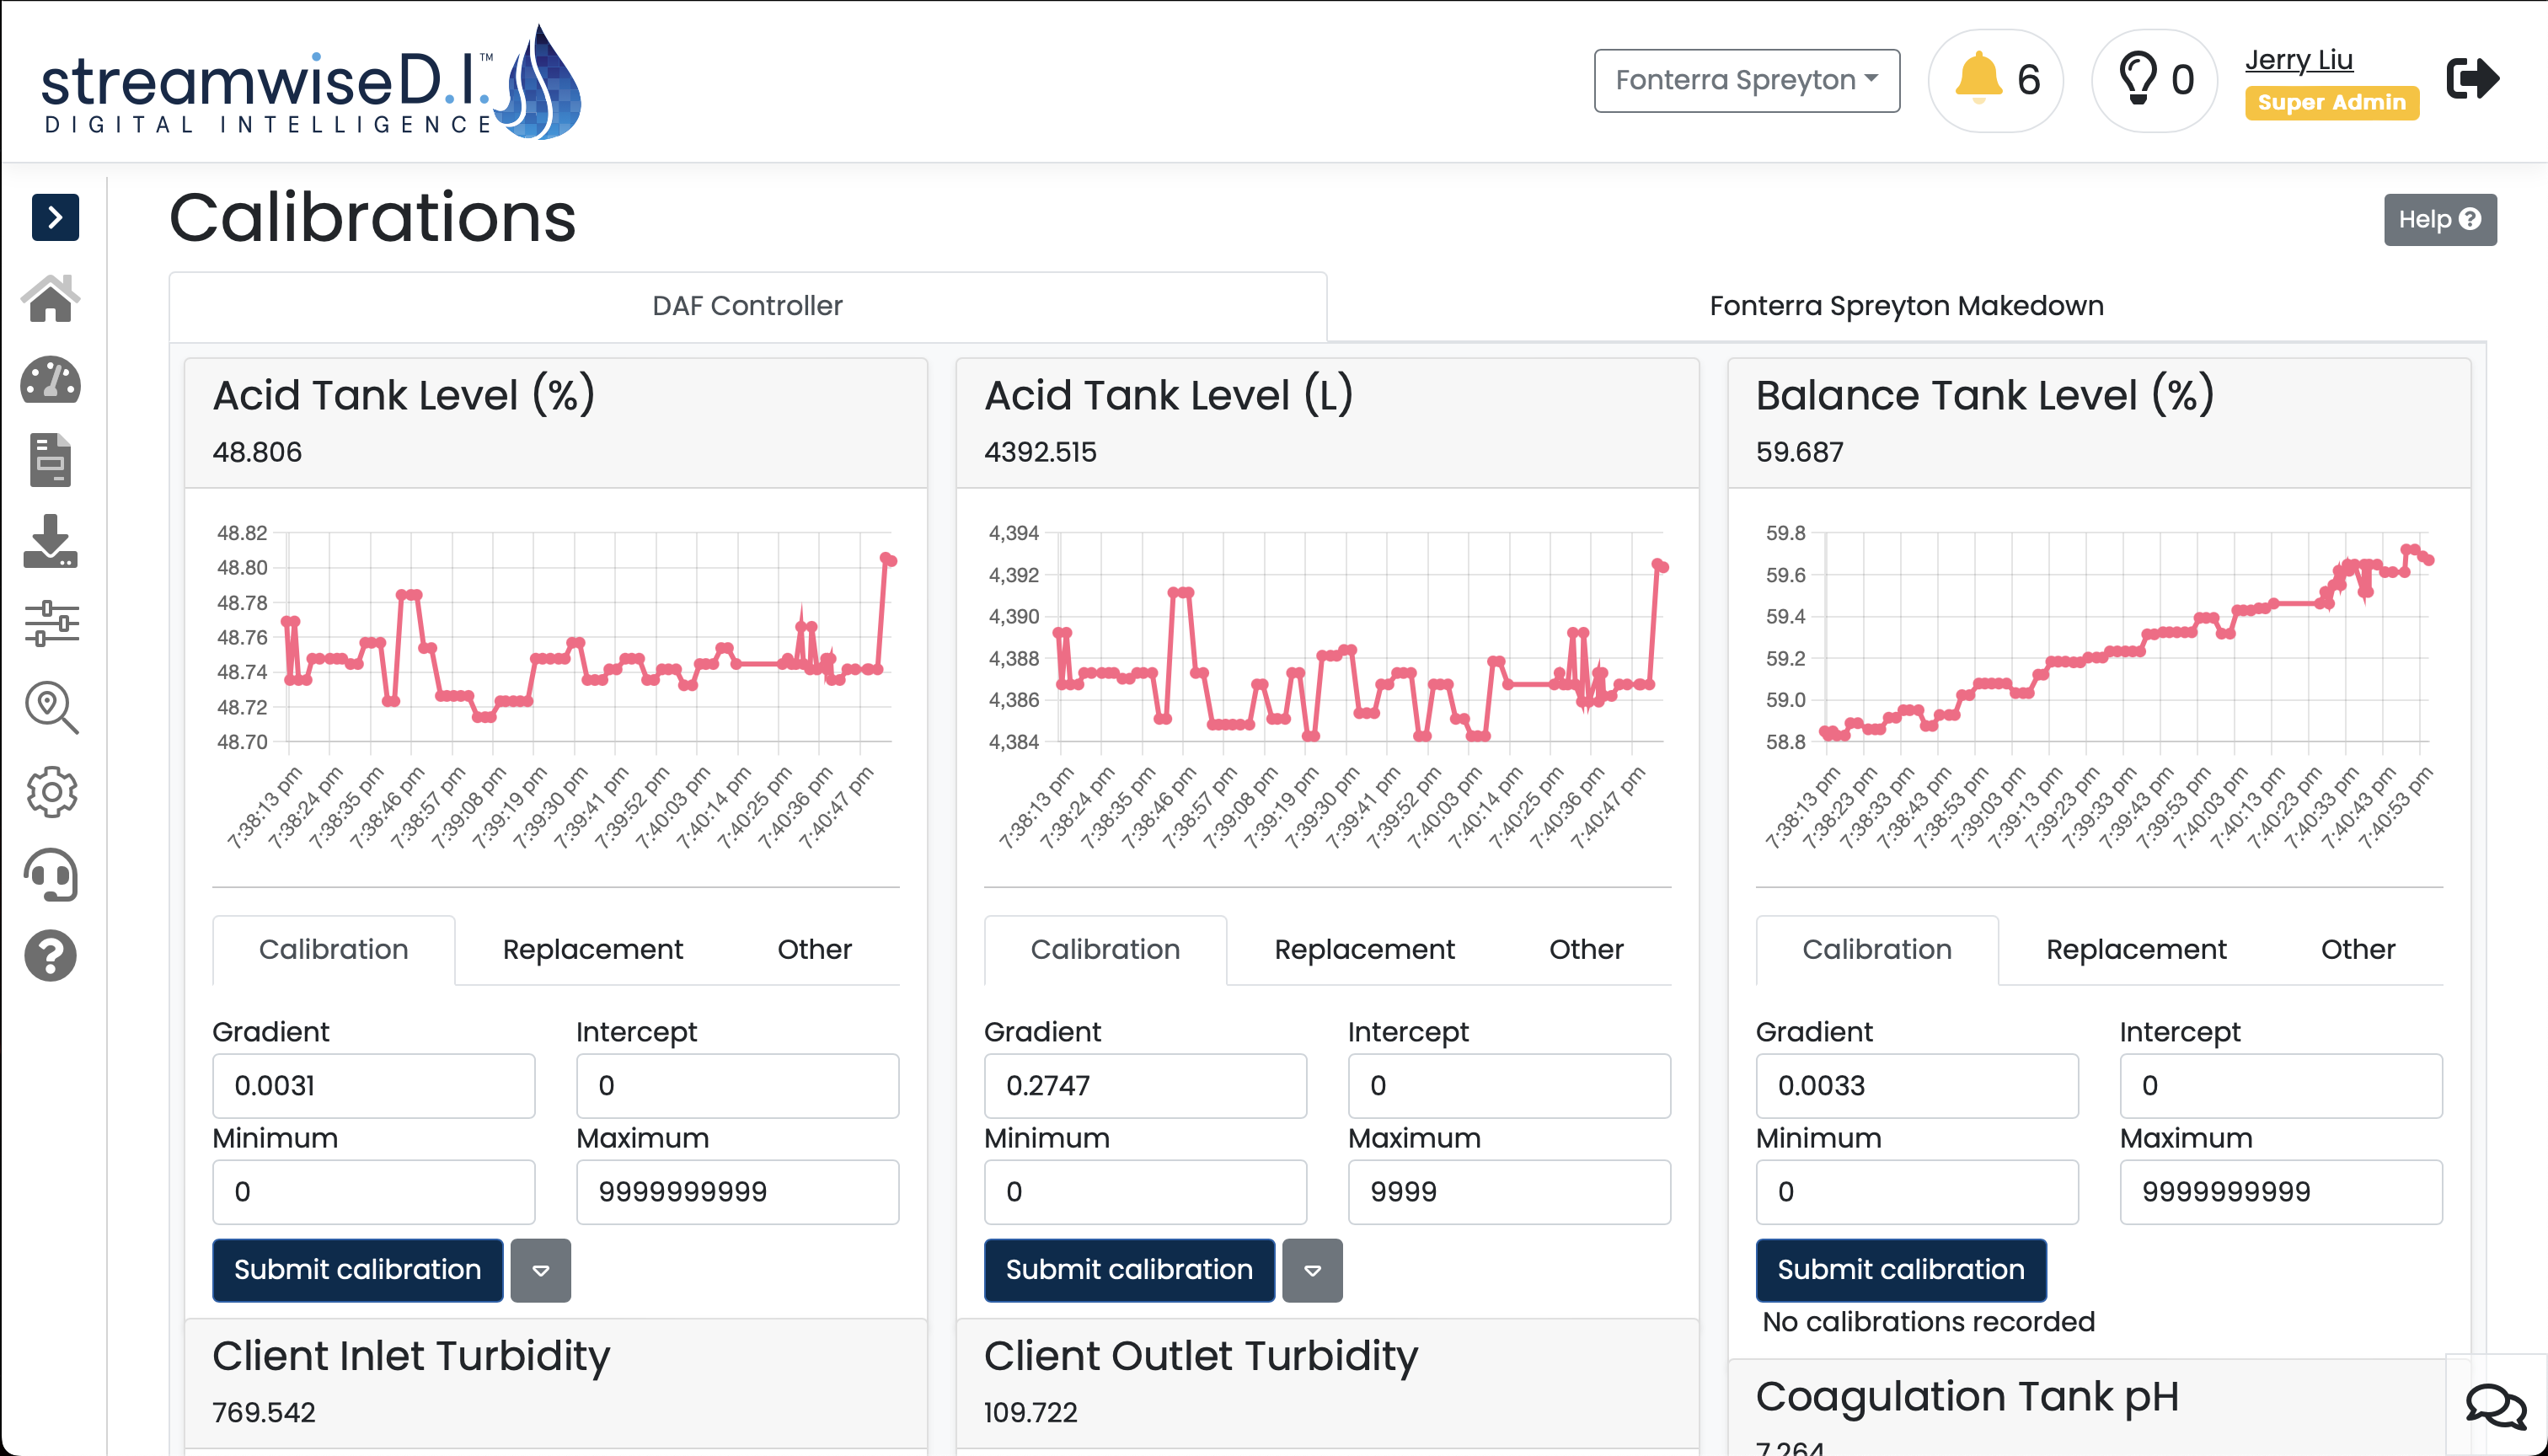 streamwiseD.I.™
DIGITAL INTELLIGENCE
Fonterra Spreyton
6
0
Jerry Liu
Super Admin
Calibrations
Help
DAF Controller
Fonterra Spreyton Makedown
Acid Tank Level (%)
48.806
48.82
48.80
48.78
48.76
48.74
48.72
48.70
7:38:13 pm
7:38:24 pm
7:38:35 pm
7:38:46 pm
7:38:57 pm
7:39:08 pm
7:39:19 pm
7:39:30 pm
7:39:41 pm
7:39:52 pm
7:40:03 pm
7:40:14 pm
7:40:25 pm
7:40:36 pm
7:40:47 pm
Calibration
Replacement
Other
Gradient
Intercept
0.0031
0
Minimum
Maximum
0
9999999999
Submit calibration
Acid Tank Level (L)
4392.515
4,394
4,392
4,390
4,388
4,386
4,384
7:38:13 pm
7:38:24 pm
7:38:35 pm
7:38:46 pm
7:38:57 pm
7:39:08 pm
7:39:19 pm
7:39:30 pm
7:39:41 pm
7:39:52 pm
7:40:03 pm
7:40:14 pm
7:40:25 pm
7:40:36 pm
7:40:47 pm
Calibration
Replacement
Other
Gradient
Intercept
0.2747
0
Minimum
Maximum
0
9999
Submit calibration
Balance Tank Level (%)
59.687
59.8
59.6
59.4
59.2
59.0
58.8
7:38:13 pm
7:38:23 pm
7:38:33 pm
7:38:43 pm
7:38:53 pm
7:39:03 pm
7:39:13 pm
7:39:23 pm
7:39:33 pm
7:39:43 pm
7:39:53 pm
7:40:03 pm
7:40:13 pm
7:40:23 pm
7:40:33 pm
7:40:43 pm
7:40:53 pm
Calibration
Replacement
Other
Gradient
Intercept
0.0033
0
Minimum
Maximum
0
9999999999
Submit calibration
No calibrations recorded
Client Inlet Turbidity
769.542
Client Outlet Turbidity
109.722
Coagulation Tank pH
7.264